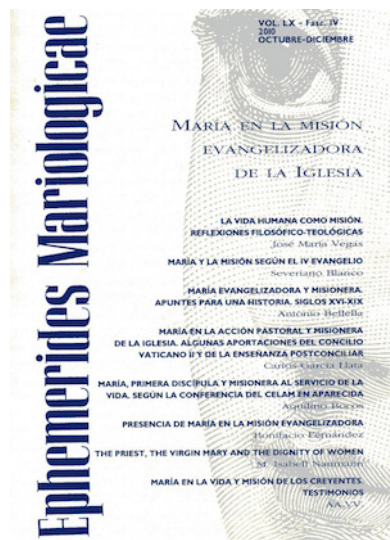 Ephemerides Mariologicae
VOL. LX - Fasc. IV
2010
OCTUBRE-DICIEMBRE
MARÍA EN LA MISIÓN
EVANGELIZADORA
DE LA IGLESIA
LA VIDA HUMANA COMO MISIÓN.
REFLEXIONES FILOSÓFICO-TEOLÓGICAS
José María Vegas
MARÍA Y LA MISIÓN SEGÚN EL IV EVANGELIO
Severiano Blanco
MARÍA EVANGELIZADORA Y MISIONERA.
APUNTES PARA UNA HISTORIA. SIGLOS XVI-XIX
Antonio Bellella
MARÍA EN LA ACCIÓN PASTORAL Y MISIONERA
DE LA IGLESIA. ALGUNAS APORTACIONES DEL CONCILIO
VATICANO II Y DE LA ENSEÑANZA POSTCONCILIAR
Carlos García Llata
MARÍA, PRIMERA DISCÍPULA Y MISIONERA AL SERVICIO DE LA
VIDA. SEGÚN LA CONFERENCIA DEL CELAM EN APARECIDA
Aquilino Bocos
PRESENCIA DE MARÍA EN LA MISIÓN EVANGELIZADORA
Bonifacio Fernández
THE PRIEST, THE VIRGIN MARY AND THE DIGNITY OF WOMEN
M. Isabell Naumann
MARÍA EN LA VIDA Y MISIÓN DE LOS CREYENTES.
TESTIMONIOS
AA.VV.